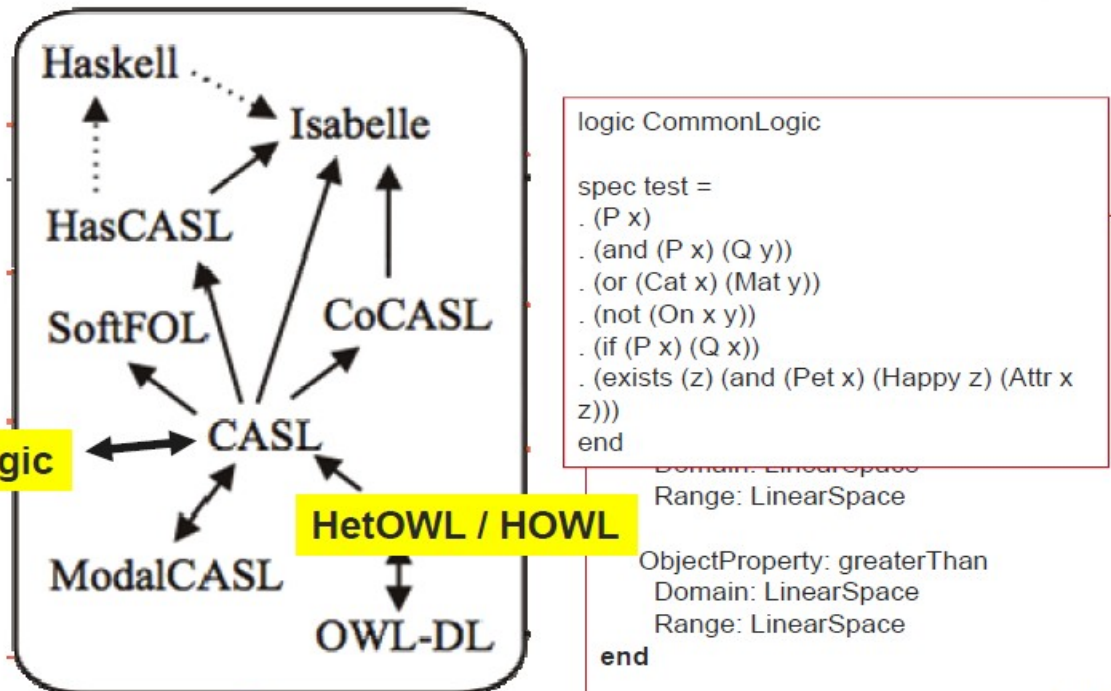 Haskell
Isabelle
HasCASL
SoftFOL
CoCASL
CASL
gic
HetOWL / HOWL
ModalCASL
OWL-DL
logic CommonLogic
spec test =
. (P x)
. (and (P x) (Q y))
. (or (Cat x) (Mat y))
. (not (On x y))
. (if (P x) (Q x))
. (exists (z) (and (Pet x) (Happy z) (Attr x
z)))
end
Domain: LinearSpace
Range: LinearSpace
ObjectProperty: greaterThan
Domain: LinearSpace
Range: LinearSpace
end